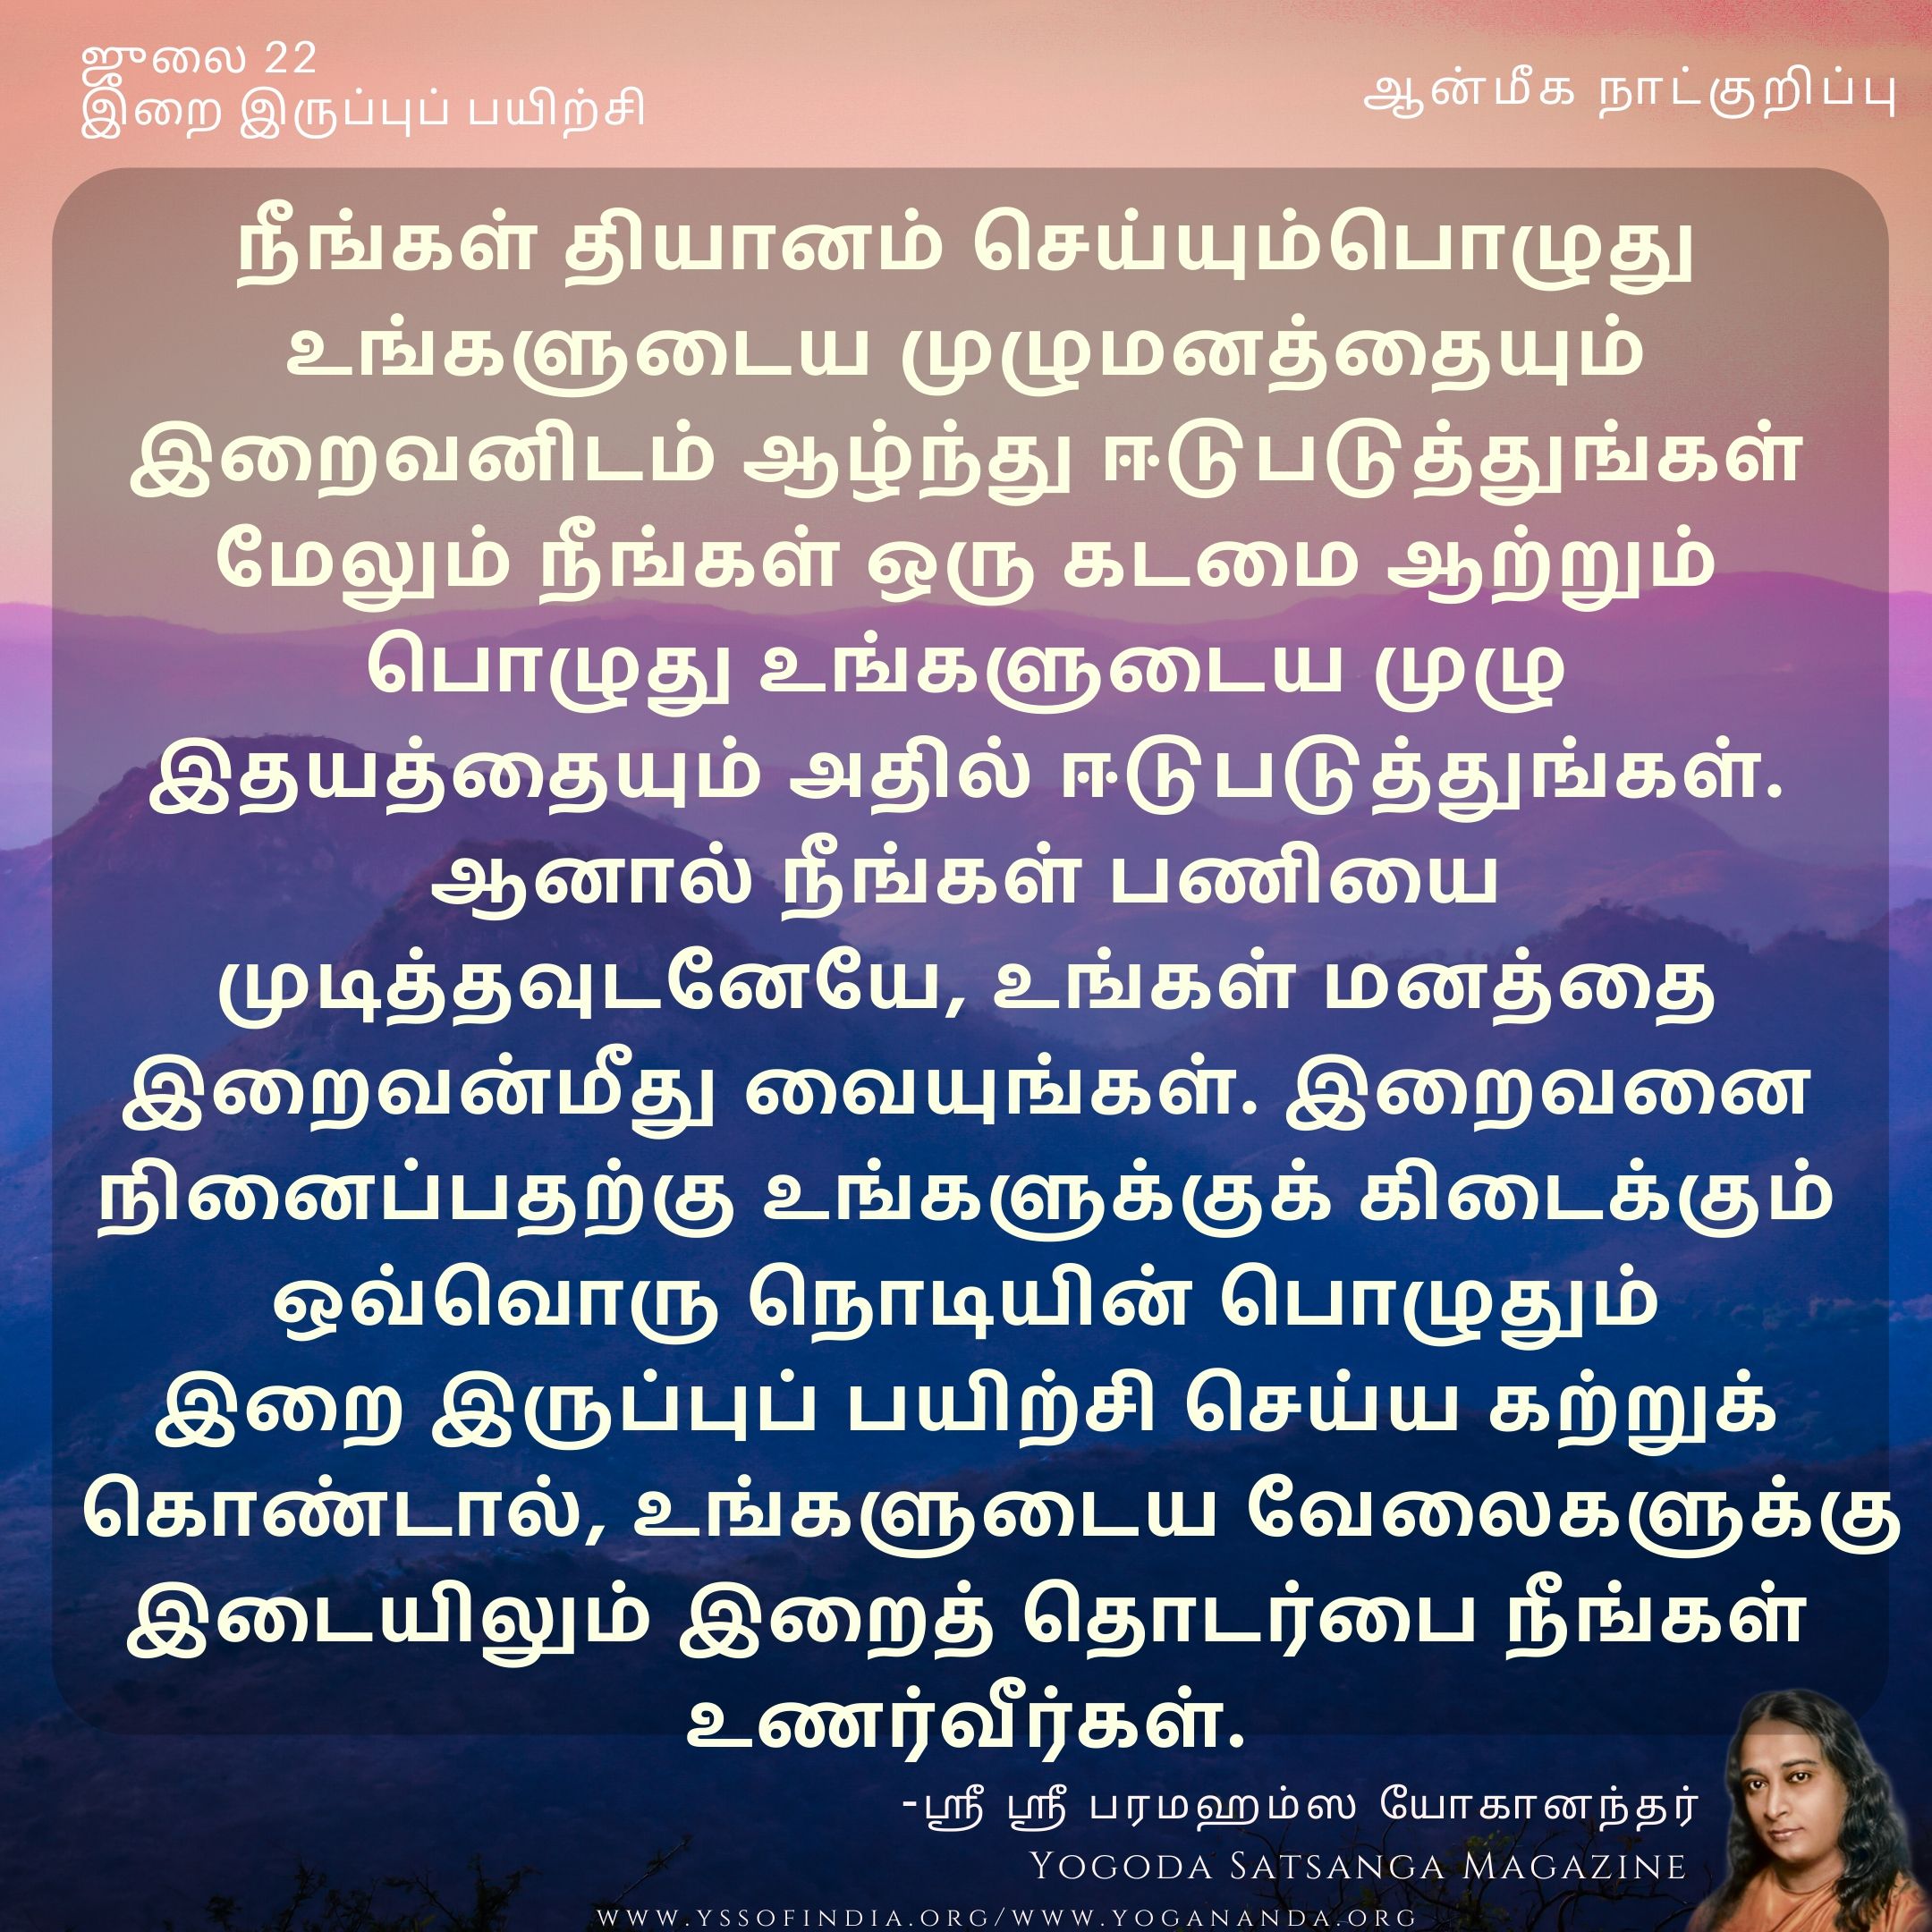 ஜுலை 22
இறை இருப்புப் பயிற்சி
ஆன்மீக நாட்குறிப்பு
நீங்கள் தியானம் செய்யும்பொழுது
உங்களுடைய முழுமனத்தையும்
இறைவனிடம் ஆழ்ந்து ஈடுபடுத்துங்கள்
மேலும் நீங்கள் ஒரு கடமை ஆற்றும்
பொழுது உங்களுடைய முழு
இதயத்தையும் அதில் ஈடுபடுத்துங்கள்.
ஆனால் நீங்கள் பணியை
முடித்தவுடனேயே, உங்கள் மனத்தை
இறைவன்மீது வையுங்கள். இறைவனை
நினைப்பதற்கு உங்களுக்குக் கிடைக்கும்
ஒவ்வொரு நொடியின் பொழுதும்
இறை இருப்புப் பயிற்சி செய்ய கற்றுக்
கொண்டால், உங்களுடைய வேலைகளுக்கு
இடையிலும் இறைத் தொடர்பை நீங்கள்
உணர்வீர்கள்.
-ஸ்ரீ ஸ்ரீ பரமஹம்ஸ யோகானந்தர்
YOGODA SATSANGA MAGAZINE
WWW.YSSOFINDIA.ORG/WWW.YOGANANDA.ORG